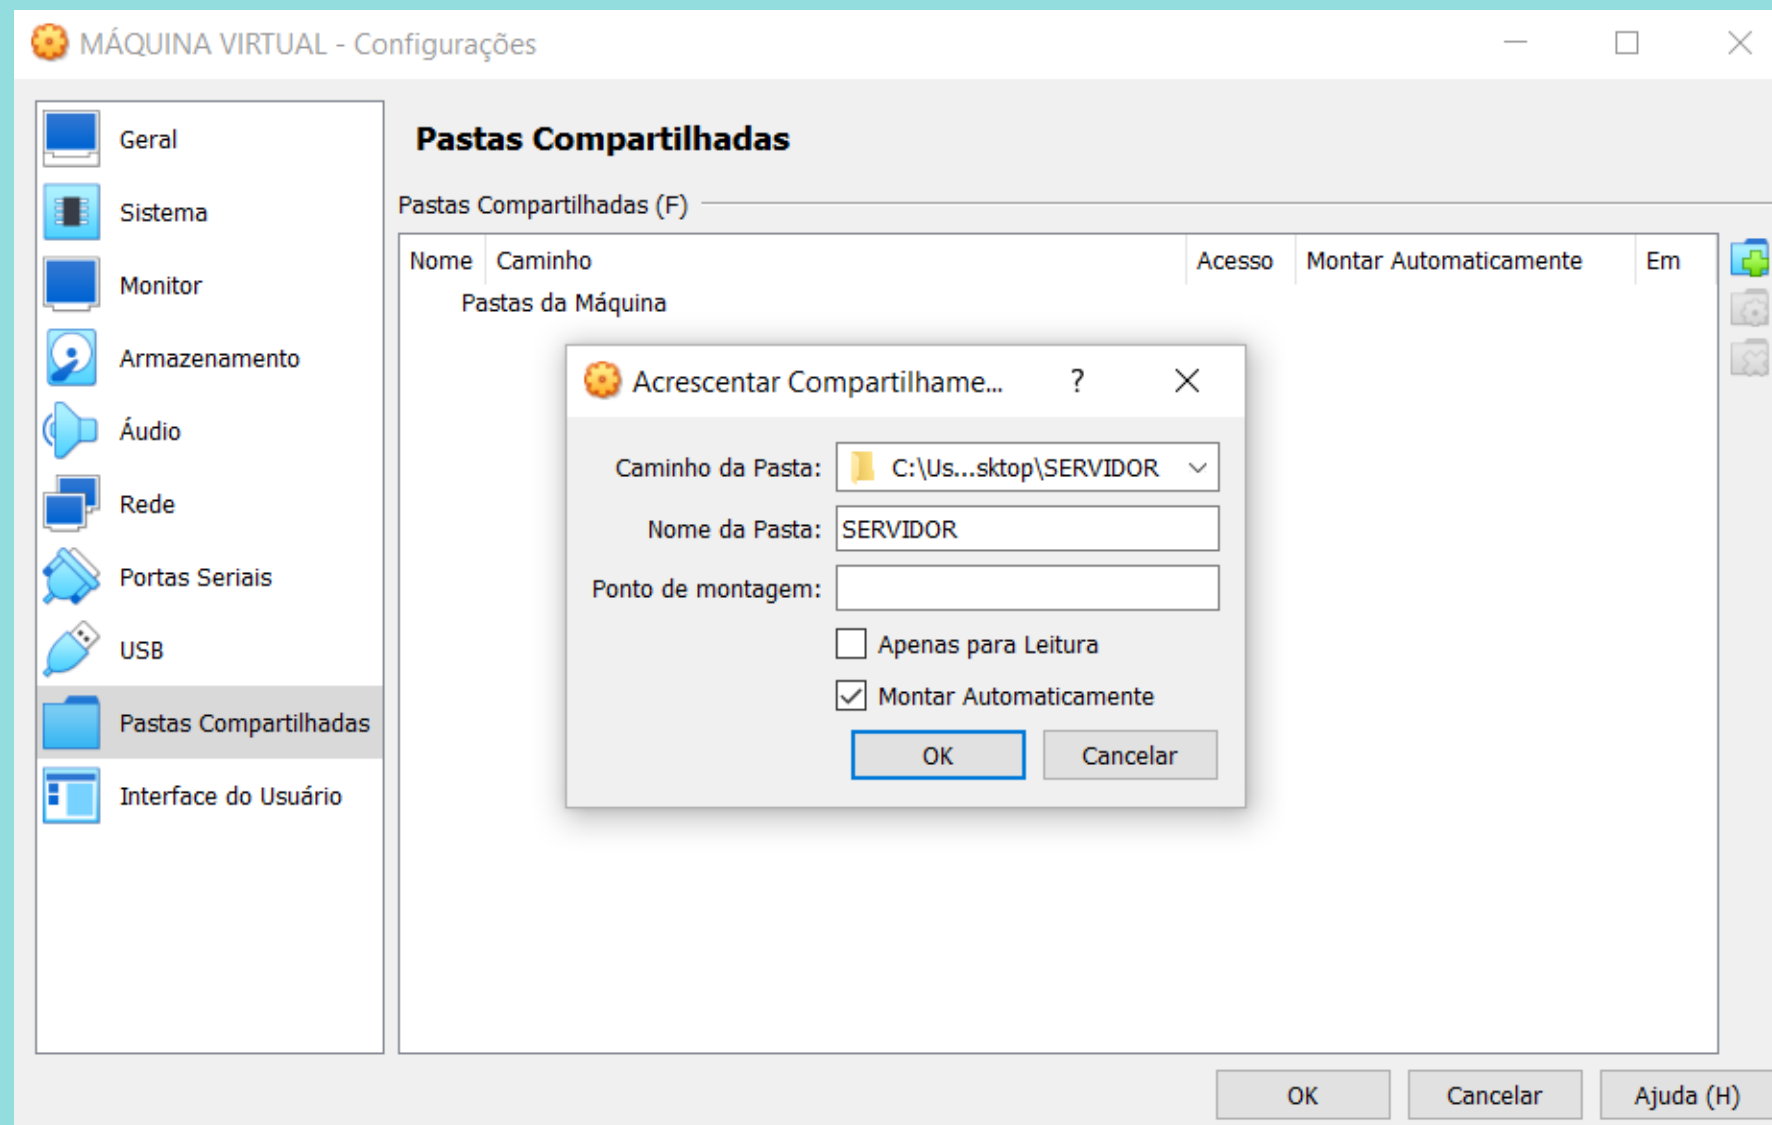 MÁQUINA VIRTUAL - Configurações
Geral
Sistema
Monitor
Armazenamento
Áudio
Rede
Portas Seriais
USB
Pastas Compartilhadas
Interface do Usuário
Pastas Compartilhadas
Pastas Compartilhadas (F)
Nome Caminho Acesso Montar Automaticamente Em
Pastas da Máquina
Acrescentar Compartilhame... ?
Caminho da Pasta: C:\Us...sktop\SERVIDOR
Nome da Pasta: SERVIDOR
Ponto de montagem:
Apenas para Leitura
Montar Automaticamente
OK Cancelar
OK Cancelar Ajuda (H)